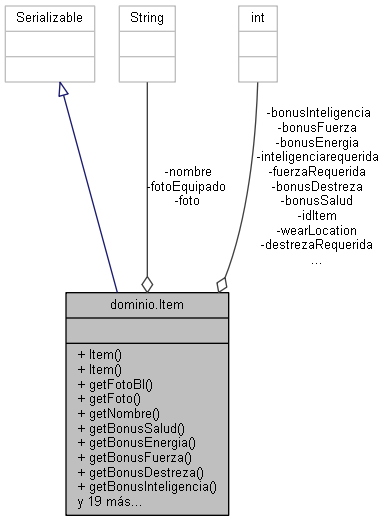 Serializable
String
int
-nombre
-fotoEquipado
-foto
-bonusInteligencia
-bonusFuerza
-bonusEnergia
-inteligenciarequerida
-fuerzaRequerida
-bonusDestreza
-bonusSalud
-idItem
-wearLocation
-destrezaRequerida
...
dominio.Item
+ Item()
+ Item()
+ getFotoBI()
+ getFoto()
+ getNombre()
+ getBonusSalud()
+ getBonusEnergia()
+ getBonusFuerza()
+ getBonusDestreza()
+ getBonusInteligencia()
y 19 más...